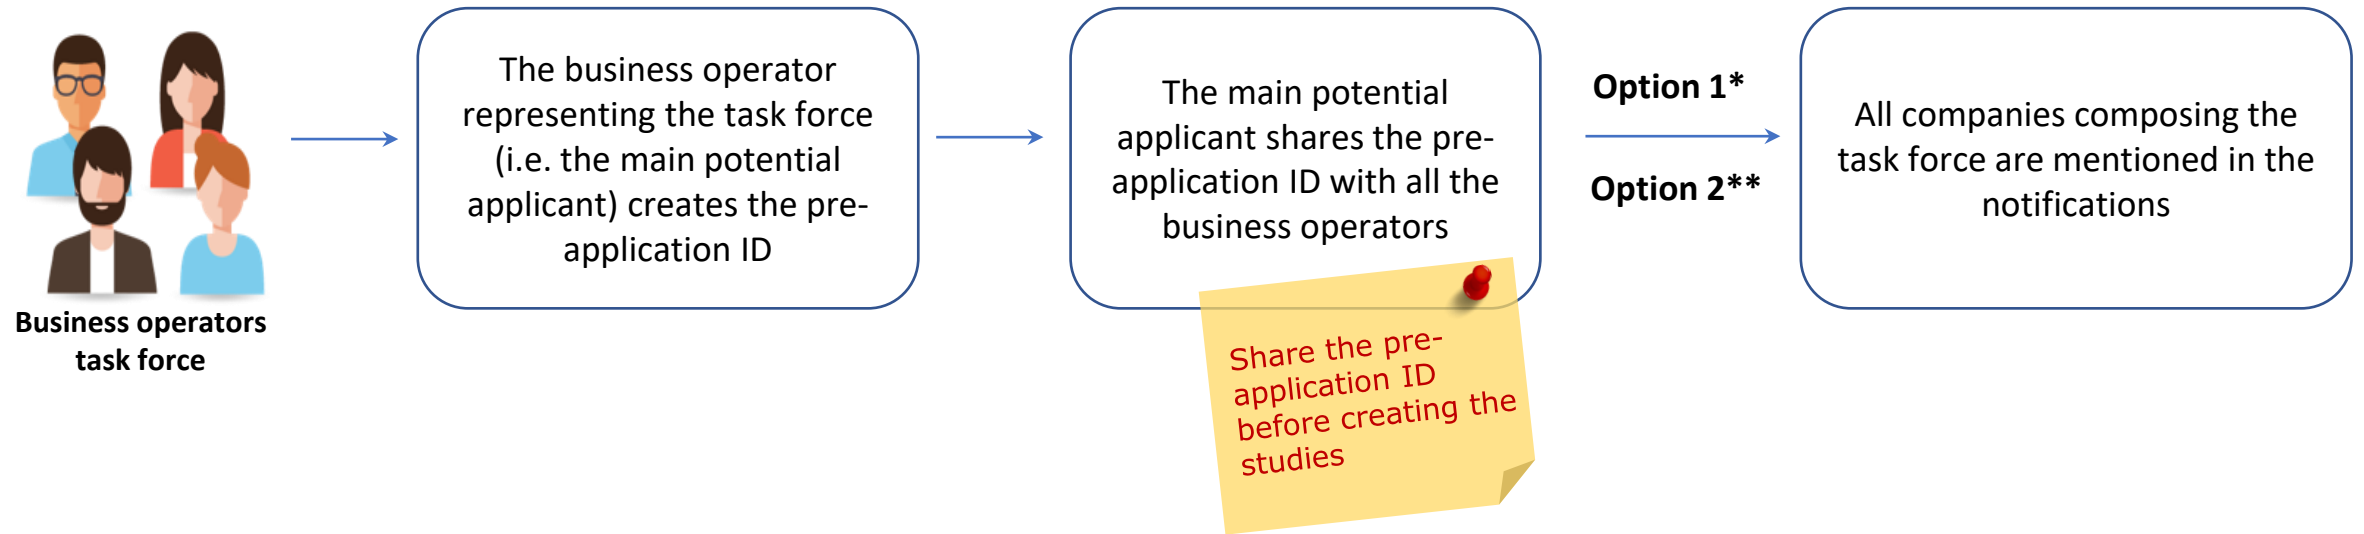 Business operators
task force
The business operator
representing the task force
(i.e. the main potential
applicant) creates the pre-
application ID
The main potential
applicant shares the pre-
application ID with all the
business operators
Share the pre-
application ID
before creating the
studies
Option 1*
Option 2**
All companies composing the
task force are mentioned in the
notifications